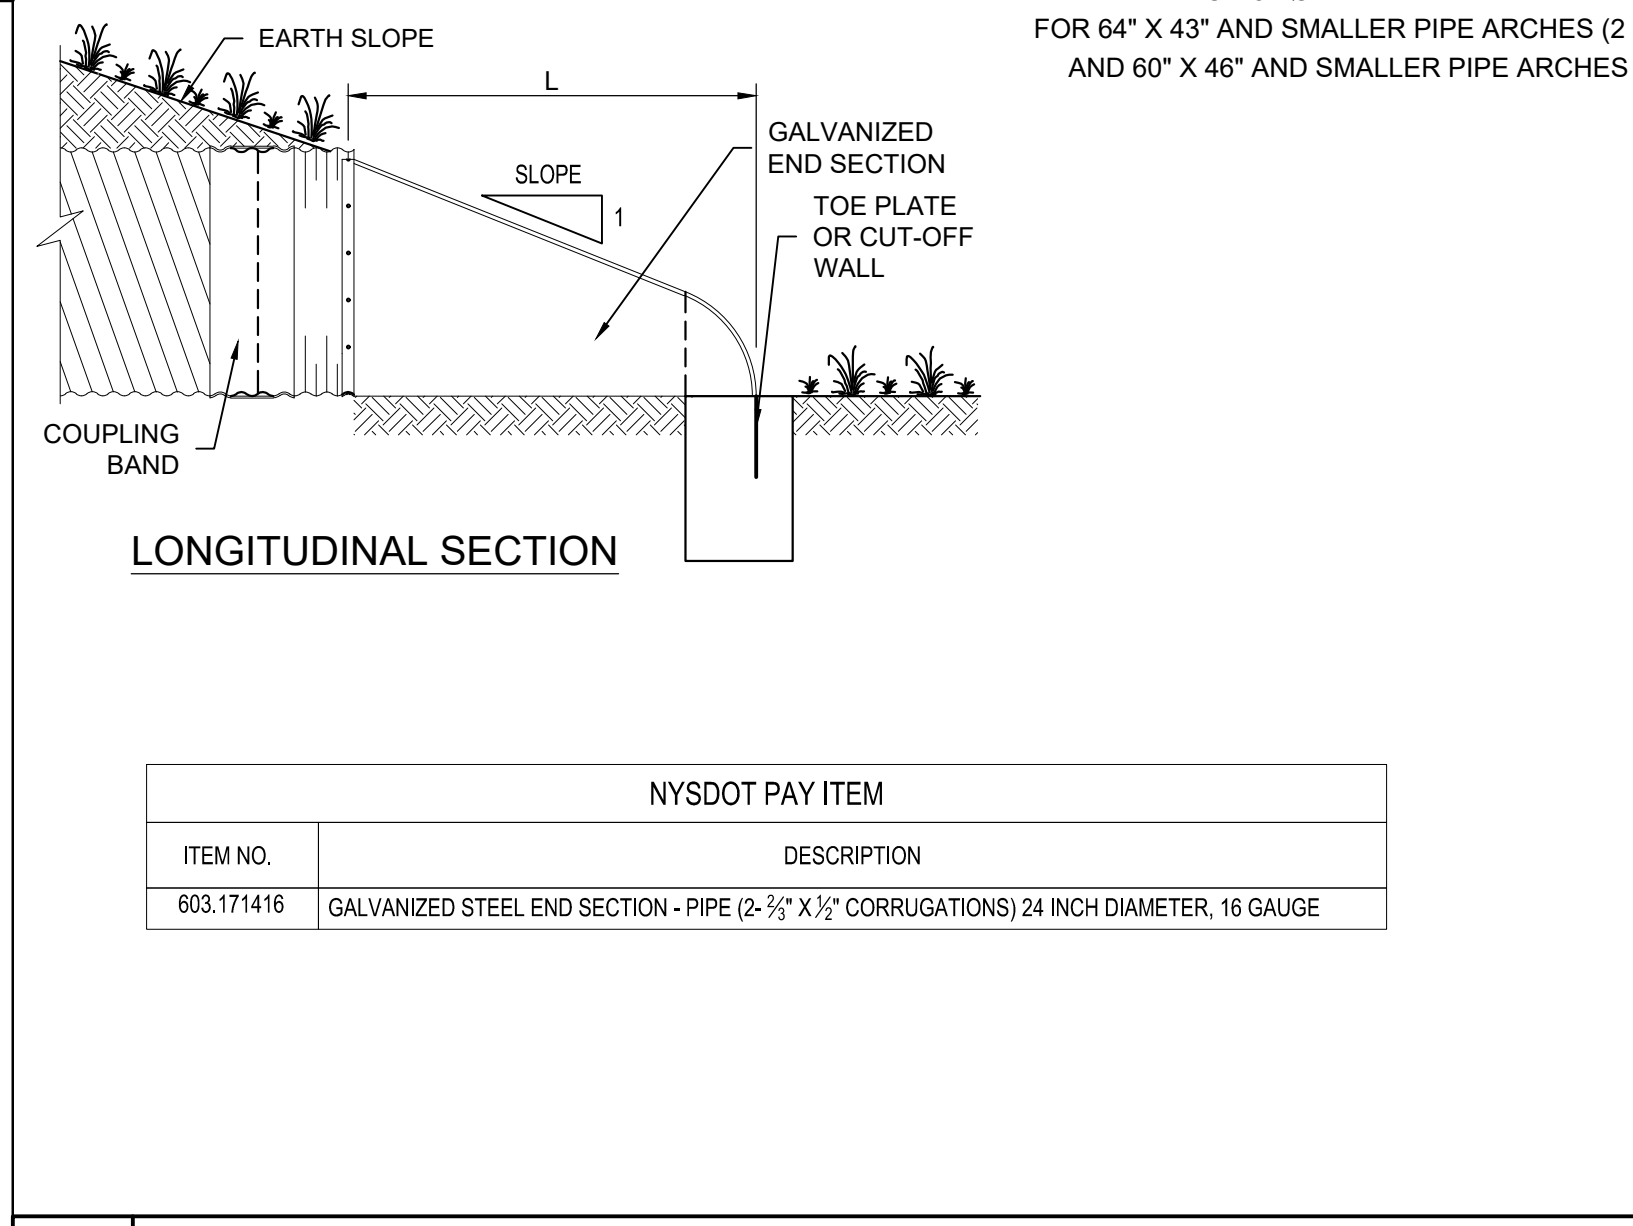 FOR 64" X 43" AND SMALLER PIPE ARCHES (2
AND 60" X 46" AND SMALLER PIPE ARCHES
EARTH SLOPE
L
GALVANIZED
END SECTION
SLOPE
1
TOE PLATE
OR CUT-OFF
WALL
COUPLING
BAND
LONGITUDINAL SECTION
NYSDOT PAY ITEM
ITEM NO.
DESCRIPTION
603.171416
GALVANIZED STEEL END SECTION - PIPE (2- ⅔" X ½" CORRUGATIONS) 24 INCH DIAMETER, 16 GAUGE